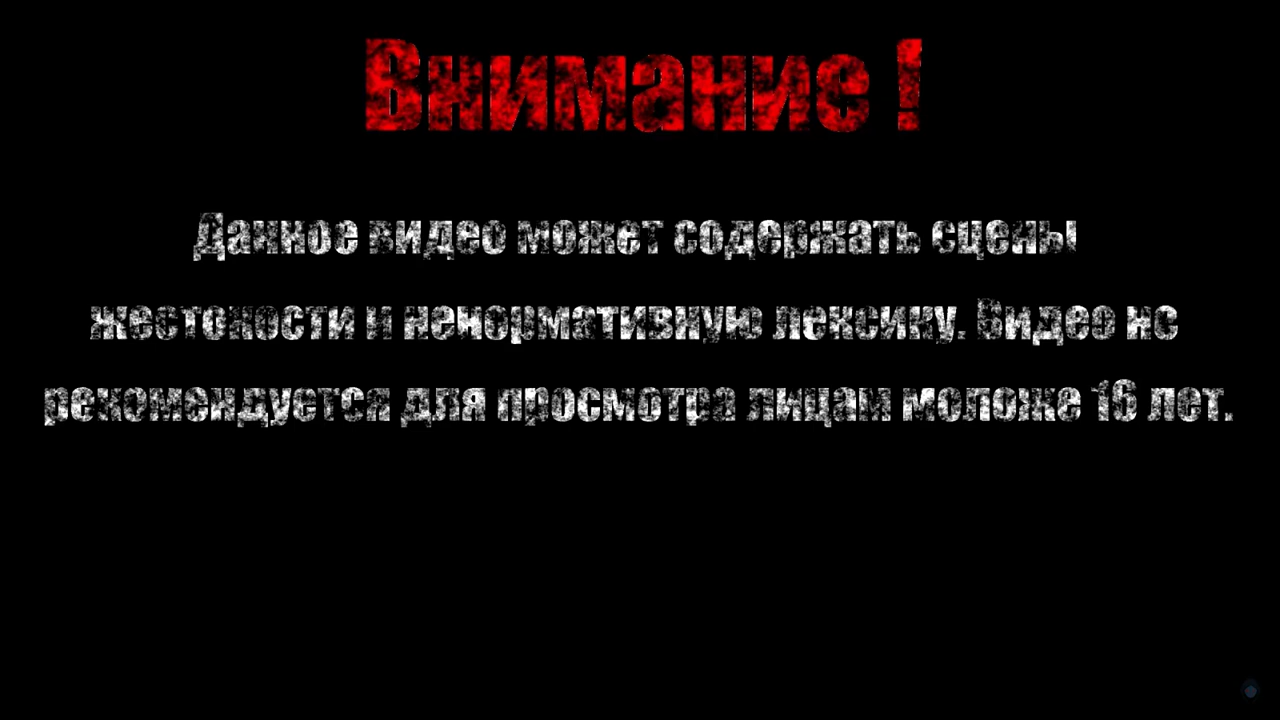 Внимание !
Данное видео может содержать сцены
жестокости и ненормативную лексику. Видео не
рекомендуется для просмотра лицам моложе 16 лет.